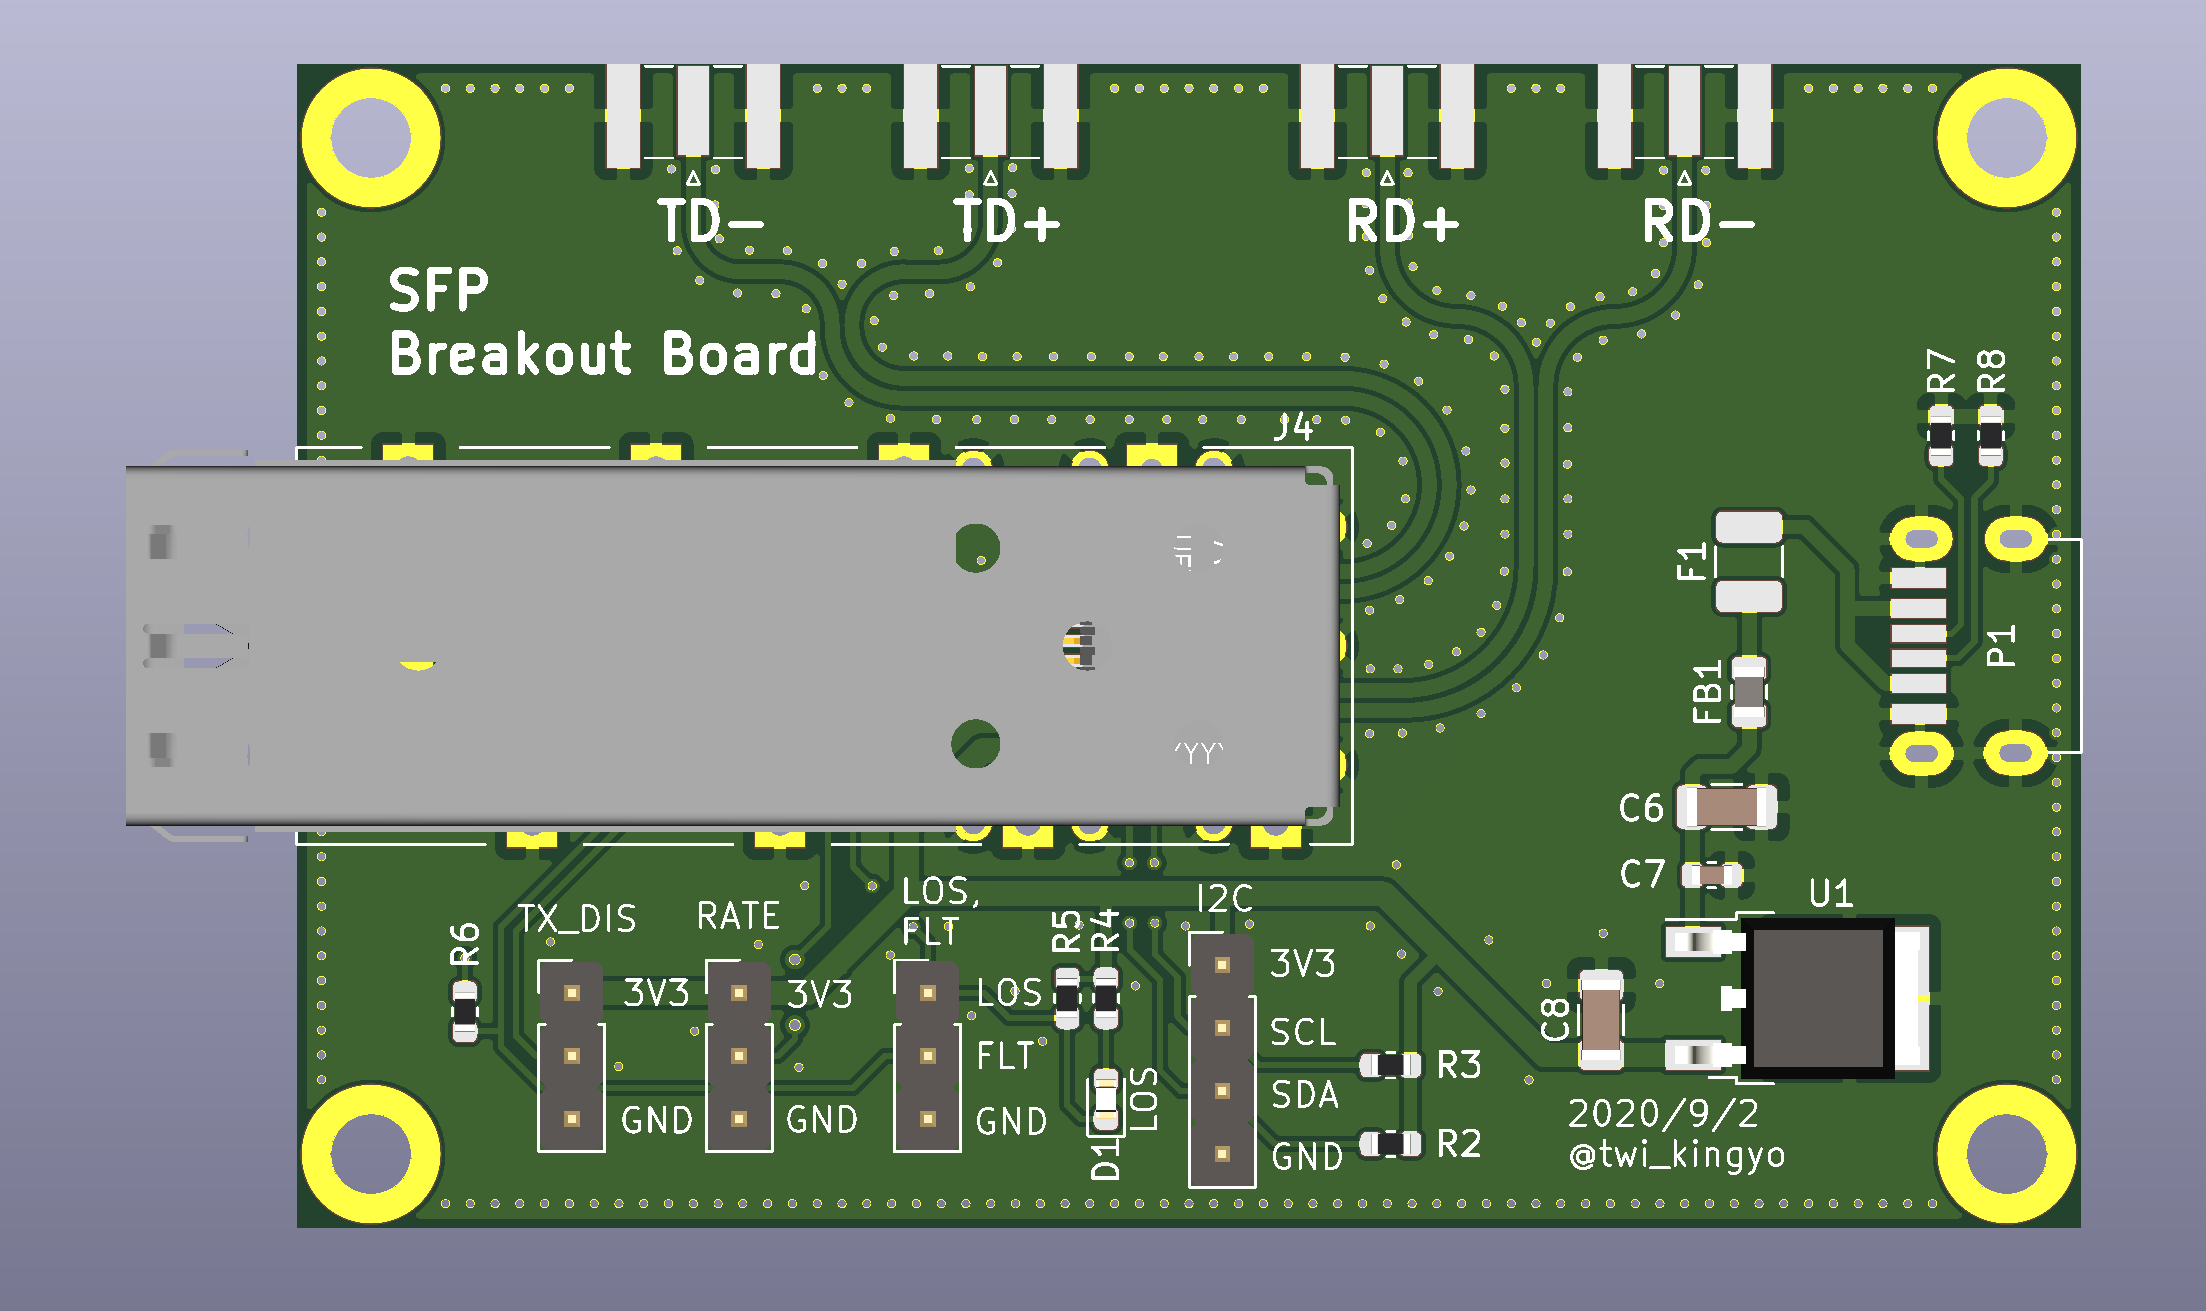 TD-
TD+
RD+
RD-
SFP
Breakout Board
J4
R7
R8
F1
P1
FB1
C6
C7
U1
C8
R6
TX_DIS
RATE
LOS,
FLT
R5
R4
I2C
3V3
GND
3V3
GND
LOS
FLT
GND
D1
LOS
3V3
SCL
SDA
GND
R3
R2
2020/9/2
@twi_kingyo